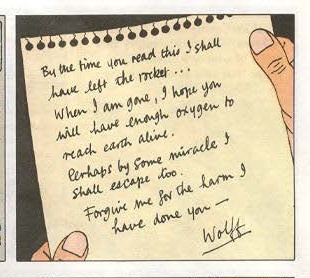 By the time you read this I shall
have left the rocket...
When I am gone, I hope you
will have enough oxygen to
reach earth alive.
Perhaps by some miracle I
shall escape too.
Forgive me for the harm I
have done you —
Wolff